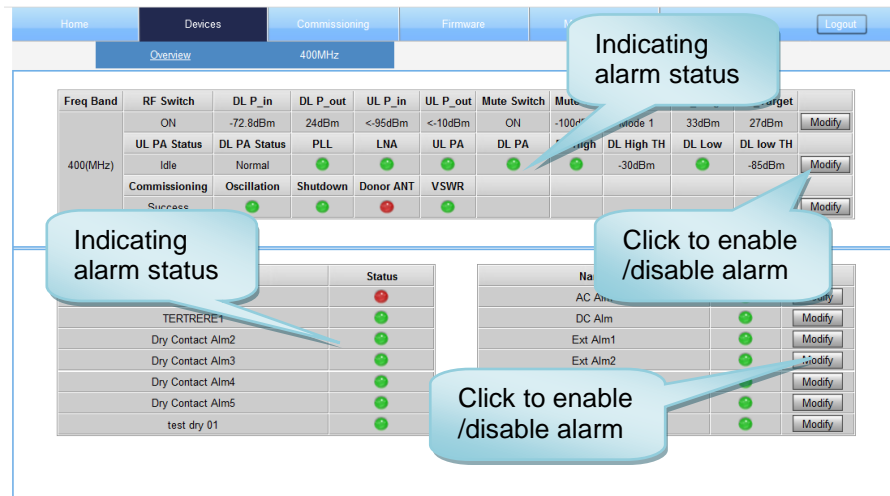 Home Devices Commissioning Firmware Logout
Overview 400MHz
Indicating
alarm status
Freq Band RF Switch DL P_in DL P_out UL P_in UL P_out Mute Switch
ON -72.8dBm 24dBm <-95dBm <-10dBm ON Mode 1 33dBm 27dBm Modify
UL PA Status DL PA Status PLL LNA UL PA DL PA DL High TH DL Low DL low TH
400(MHz) Idle Normal -30dBm -85dBm Modify
Commissioning Oscillation Shutdown Donor ANT VSWR
Success Modify
Indicating
alarm status
Click to enable
/disable alarm
Status
AC Alm Modify
TERTRERE1 DC Alm Modify
Dry Contact Alm2 Ext Alm1 Modify
Dry Contact Alm3 Ext Alm2 Modify
Dry Contact Alm4 Modify
Dry Contact Alm5 Modify
test dry 01 Modify
Click to enable
/disable alarm